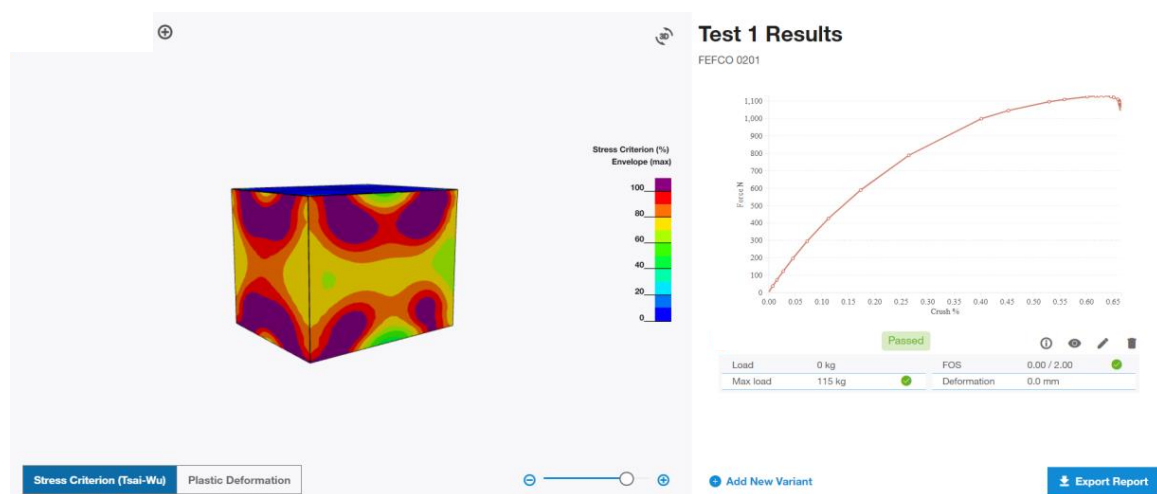 3D
Stress Criterion (%)
Envelope (max)
100
80
60
40
20
0
Stress Criterion (Tsai-Wu)
Plastic Deformation
Test 1 Results
FEFCO 0201
1,100
1,000
900
800
700
600
500
400
300
200
100
0
Force N
0.00 0.05 0.10 0.15 0.20 0.25 0.30 0.35 0.40 0.45 0.50 0.55 0.60 0.65
Crush %
Passed
Load 0 kg FOS 0.00 / 2.00
Max load 115 kg Deformation 0.0 mm
Add New Variant
Export Report